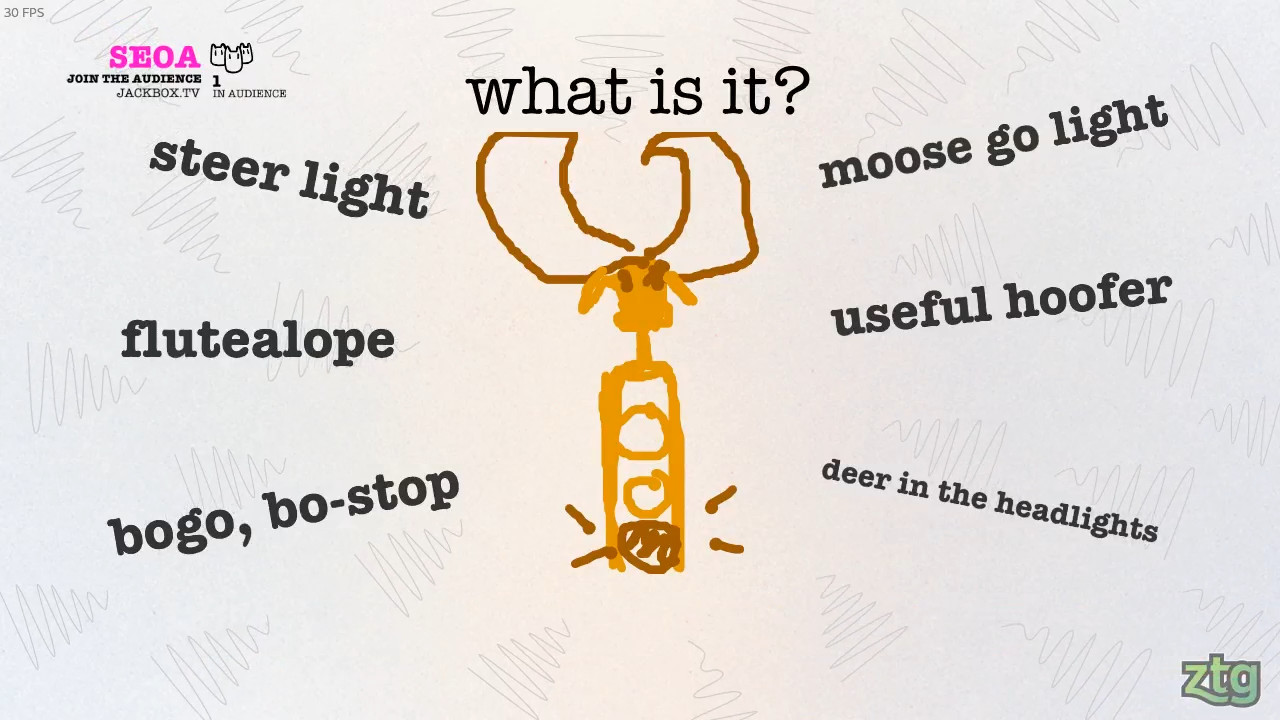 30 FPS
SEOA
JOIN THE AUDIENCE
JACKBOX.TV
1
IN AUDIENCE
what is it?
steer light
moose go light
flutealope
useful hoofer
bogo, bo-stop
deer in the headlights
ztg